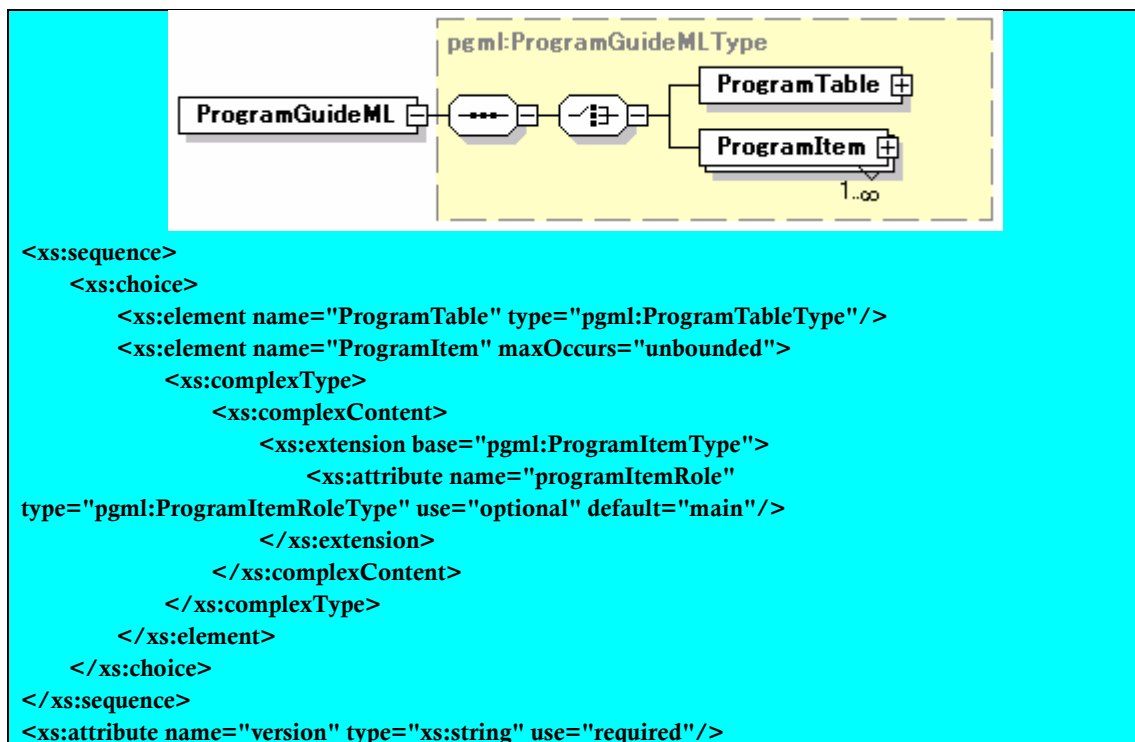 pgml:ProgramGuideMLType
ProgramTable
ProgramGuideML
ProgramItem
1..∞
<xs:sequence>
<xs:choice>
<xs:element name="ProgramTable" type="pgml:ProgramTableType"/>
<xs:element name="ProgramItem" maxOccurs="unbounded">
<xs:complexType>
<xs:complexContent>
<xs:extension base="pgml:ProgramItemType">
<xs:attribute name="programItemRole"
type="pgml:ProgramItemRoleType" use="optional" default="main"/>
</xs:extension>
</xs:complexContent>
</xs:complexType>
</xs:element>
</xs:choice>
</xs:sequence>
<xs:attribute name="version" type="xs:string" use="required"/>